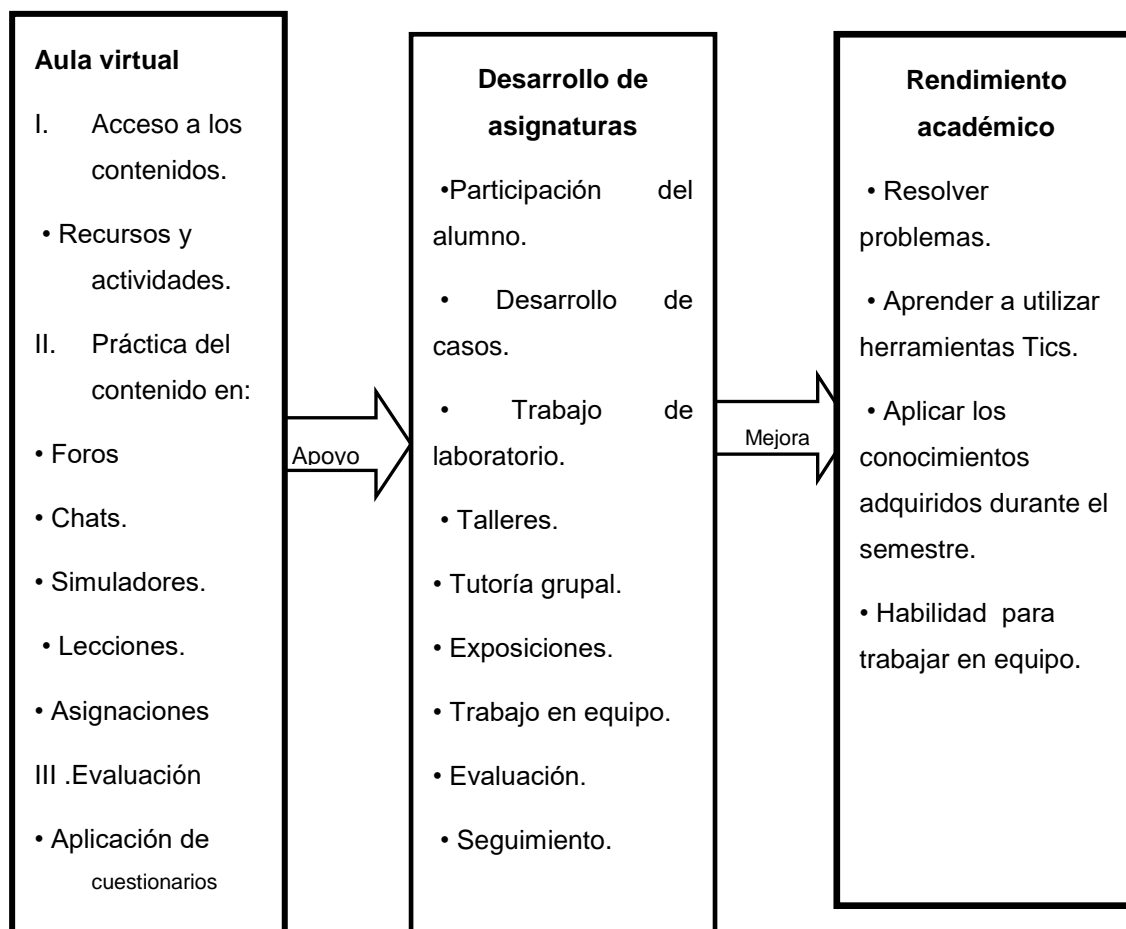 Aula virtual
I. Acceso a los
contenidos.
• Recursos y
actividades.
II. Práctica del
contenido en:
• Foros
• Chats.
• Simuladores.
• Lecciones.
• Asignaciones
III .Evaluación
• Aplicación de
cuestionarios
Apoyo
Desarrollo de
asignaturas
•Participación del
alumno.
• Desarrollo de
casos.
• Trabajo de
laboratorio.
• Talleres.
• Tutoría grupal.
• Exposiciones.
• Trabajo en equipo.
• Evaluación.
• Seguimiento.
Mejora
Rendimiento
académico
• Resolver
problemas.
• Aprender a utilizar
herramientas Tics.
• Aplicar los
conocimientos
adquiridos durante el
semestre.
• Habilidad para
trabajar en equipo.